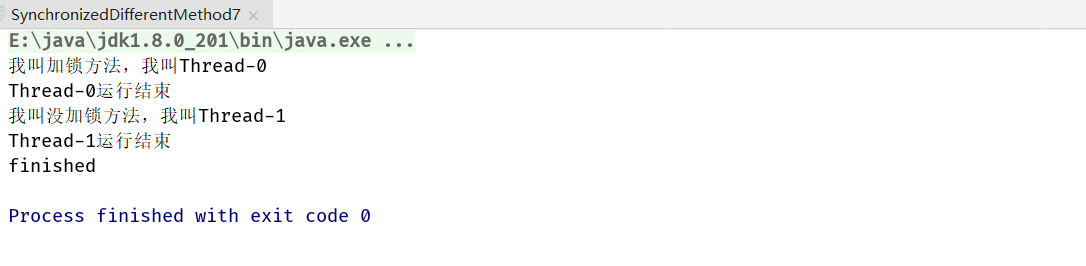 SynchronizedDifferentMethod7
E:\java\jdk1.8.0_201\bin\java.exe ...
我叫加锁方法，我叫Thread-0
Thread-0运行结束
我叫没加锁方法，我叫Thread-1
Thread-1运行结束
finished
Process finished with exit code 0